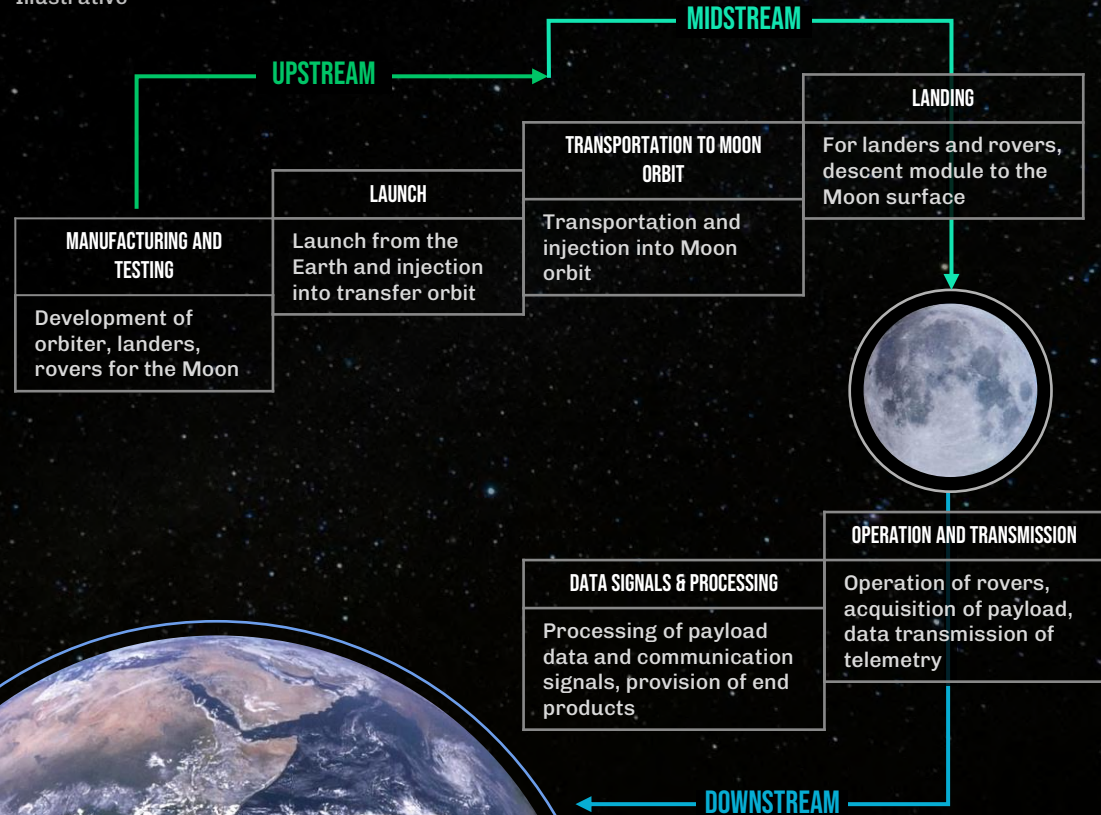 Illustrative
MIDSTREAM
UPSTREAM
LANDING
For landers and rovers,
descent module to the
Moon surface
TRANSPORTATION TO MOON
ORBIT
Transportation and
injection into Moon
orbit
LAUNCH
Launch from the
Earth and injection
into transfer orbit
MANUFACTURING AND
TESTING
Development of
orbiter, landers,
rovers for the Moon
OPERATION AND TRANSMISSION
Operation of rovers,
acquisition of payload,
data transmission of
telemetry
DATA SIGNALS & PROCESSING
Processing of payload
data and communication
signals, provision of end
products
DOWNSTREAM